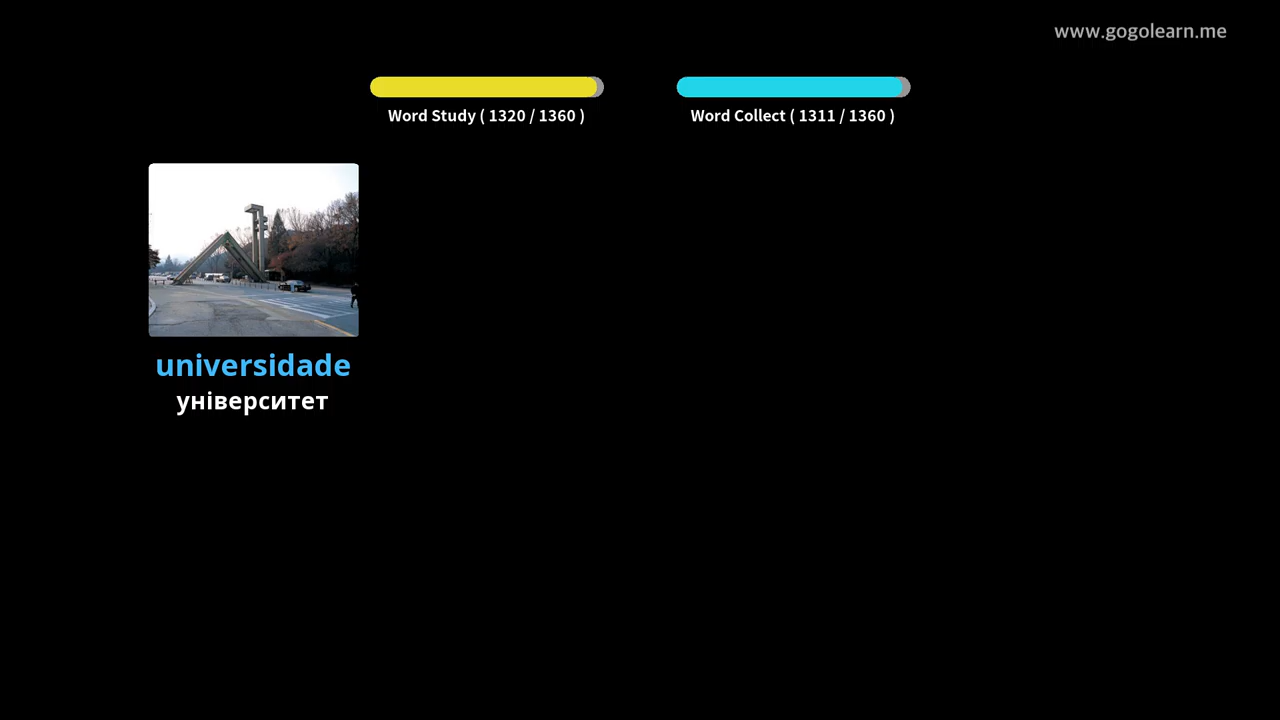 www.gogolearn.me
Word Study ( 1320 / 1360 )
Word Collect ( 1311 / 1360 )
universidade
університет